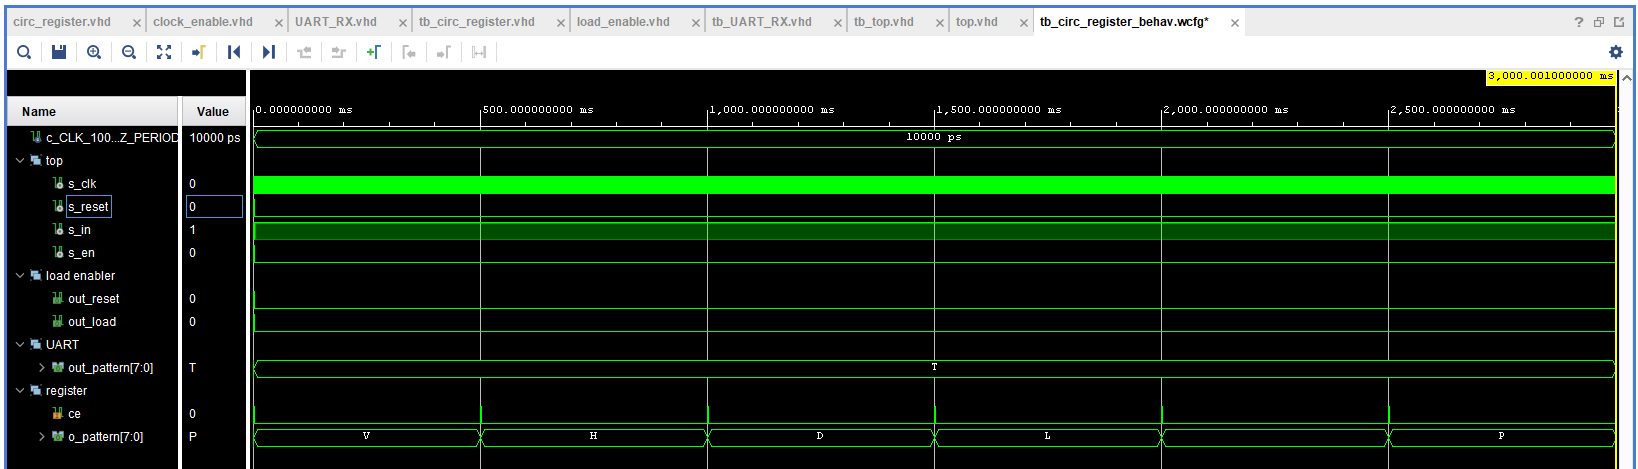 circ_register.vhd × clock_enable.vhd × UART_RX.vhd × tb_circ_register.vhd × load_enable.vhd × tb_UART_RX.vhd × tb_top.vhd × top.vhd × tb_circ_register_behav.wcfg* × ?
3,000.001000000 ms
Name Value 0.000000000 ms 500.000000000 ms 1,000.000000000 ms 1,500.000000000 ms 2,000.000000000 ms 2,500.000000000 ms
c_CLK_100...Z_PERIOD 10000 ps 10000 ps
top
s_clk 0
s_reset 0
s_in 1
s_en 0
load enabler
out_reset 0
out_load 0
UART
out_pattern[7:0] T T
register
ce 0
o_pattern[7:0] P V H D L P